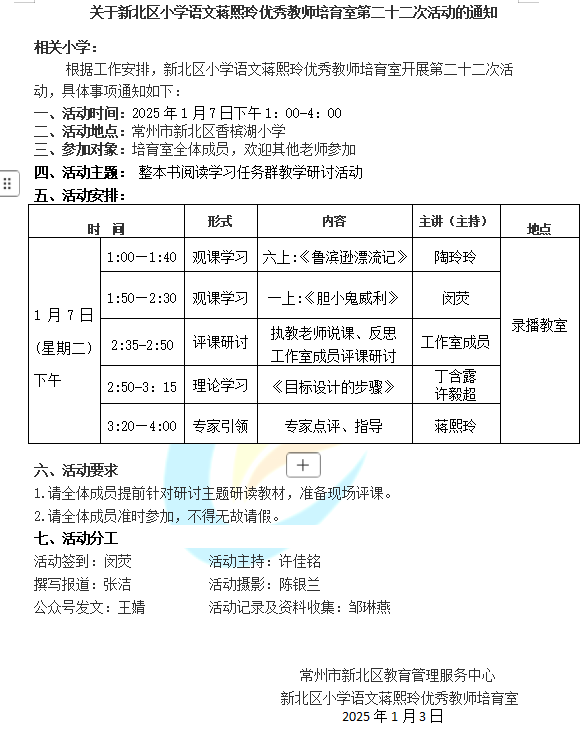 关于新北区小学语文蒋熙玲优秀教师培育室第二十二次活动的通知
相关小学：
根据工作安排，新北区小学语文蒋熙玲优秀教师培育室开展第二十二次活
动，具体事项通知如下：
一、活动时间：2025年1月7日下午1：00-4：00
二、活动地点：常州市新北区香槟湖小学
三、参加对象：培育室全体成员，欢迎其他老师参加
四、活动主题： 整本书阅读学习任务群教学研讨活动
五、活动安排：
时 间 形式 内容 主讲（主持） 地点
1月7日
(星期二)
下午
1:00—1:40 观课学习 六上:《鲁滨逊漂流记》 陶玲玲
1:50—2:30 观课学习 一上:《胆小鬼威利》 闵荧
2:35-2:50 评课研讨 执教老师说课、反思
工作室成员评课研讨 工作室成员
2:50-3：15 理论学习 《目标设计的步骤》 丁含露
许毅超
3:20—4:00 专家引领 专家点评、指导 蒋熙玲
录播教室
六、活动要求
1.请全体成员提前针对研讨主题研读教材，准备现场评课。
2.请全体成员准时参加，不得无故请假。
七、活动分工
活动签到：闵荧 活动主持：许佳铭
撰写报道：张洁 活动摄影：陈银兰
公众号发文：王婧 活动记录及资料收集：邹琳燕
常州市新北区教育管理服务中心
新北区小学语文蒋熙玲优秀教师培育室
2025年1月3日